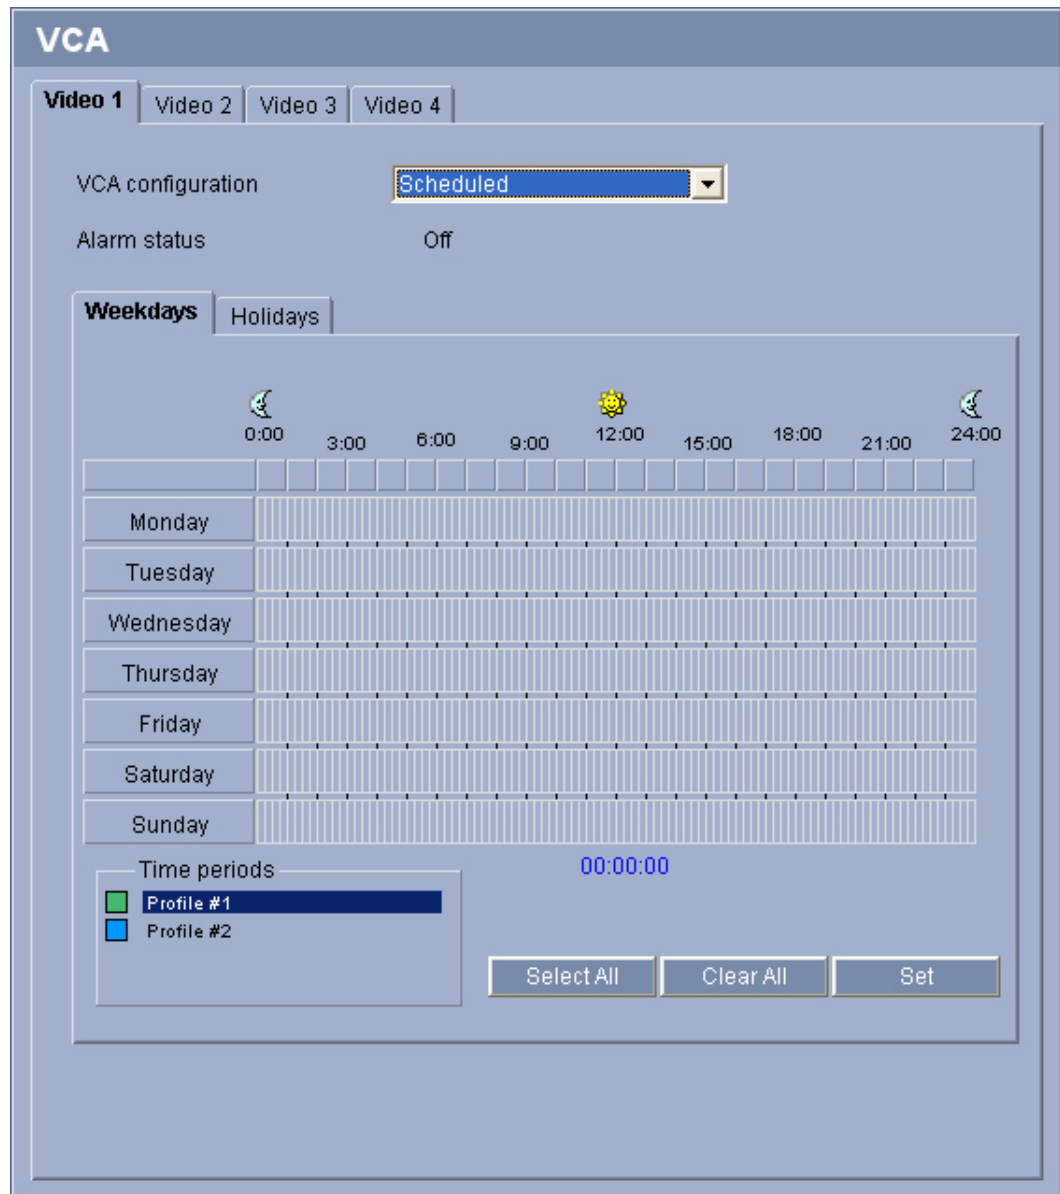 VCA
Video 1 Video 2 Video 3 Video 4
VCA configuration Scheduled
Alarm status Off
Weekdays Holidays
0:00 3:00 6:00 9:00 12:00 15:00 18:00 21:00 24:00
Monday
Tuesday
Wednesday
Thursday
Friday
Saturday
Sunday
Time periods 00:00:00
Profile #1
Profile #2
Select All Clear All Set